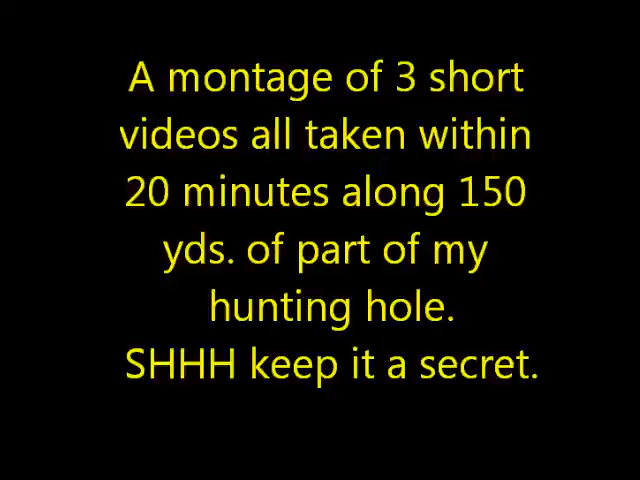 A montage of 3 short
videos all taken within
20 minutes along 150
yds. of part of my
hunting hole.
SHHH keep it a secret.